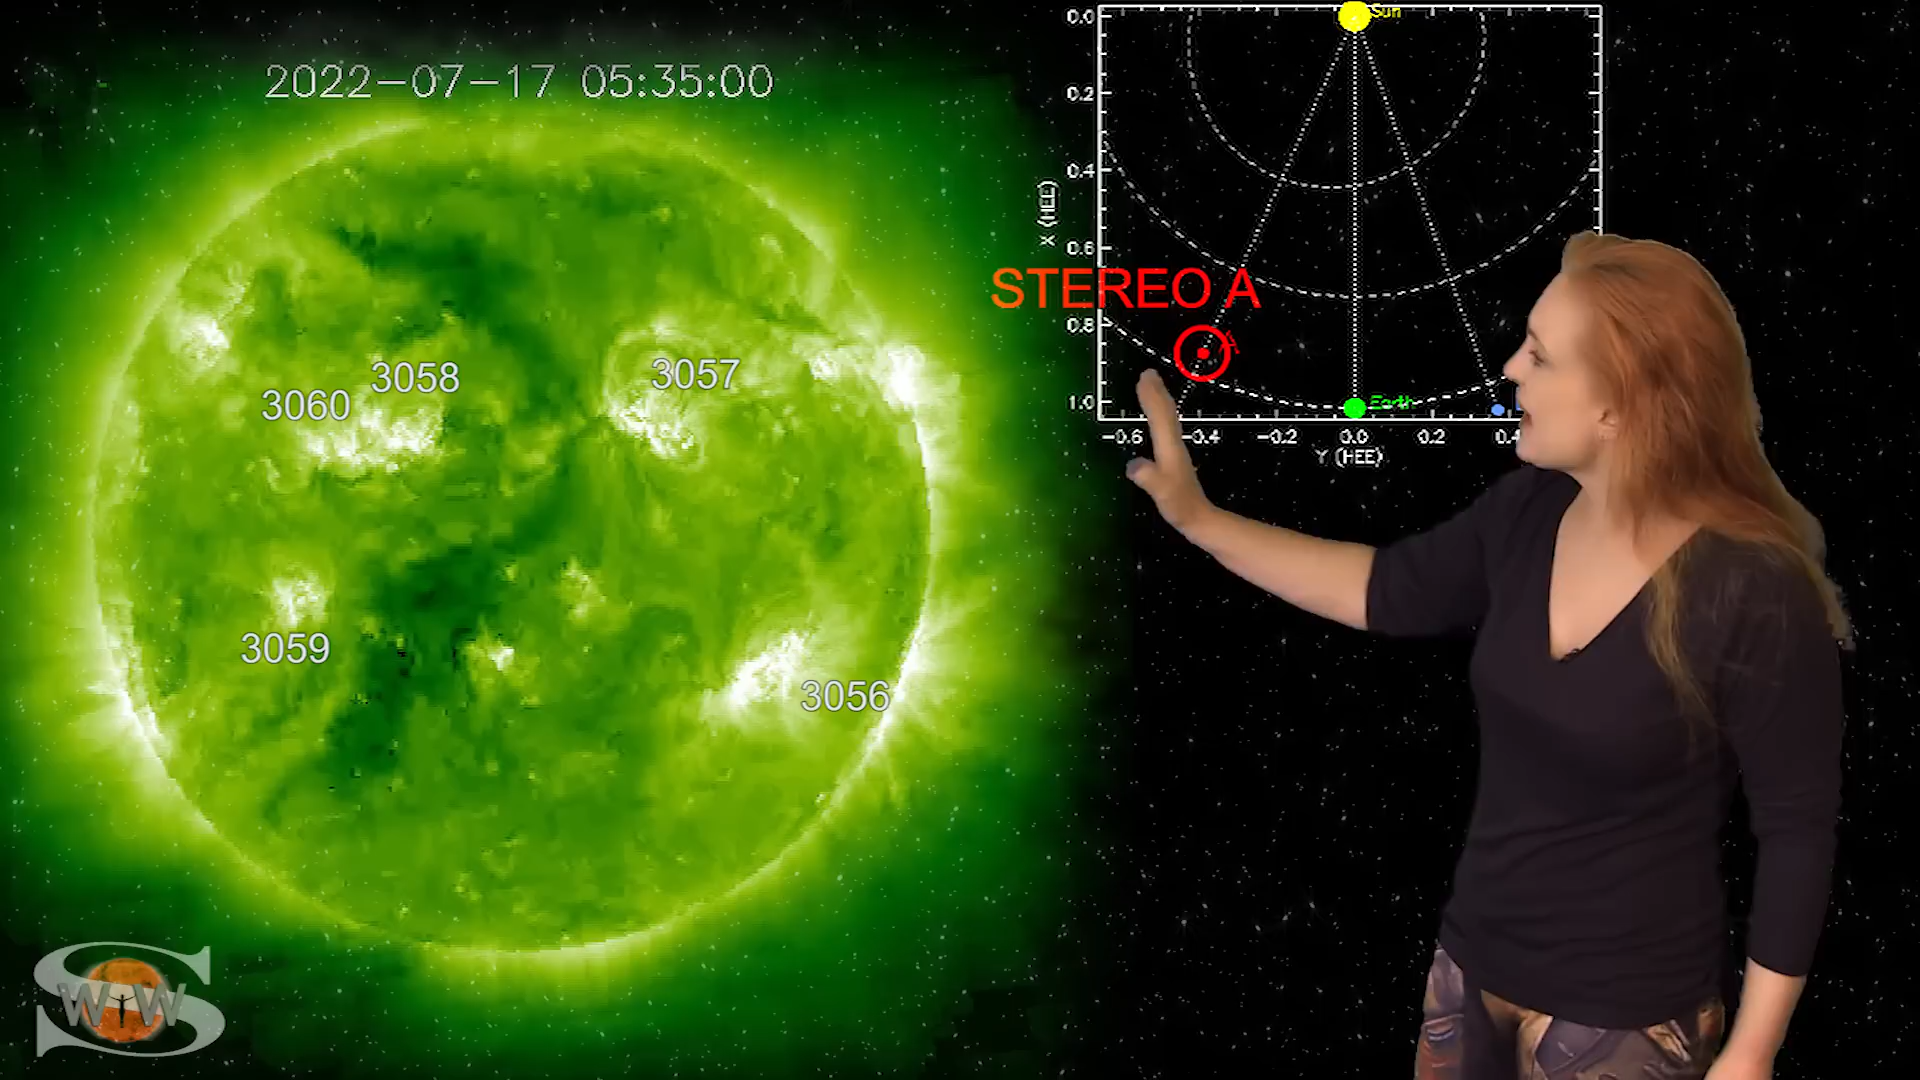 2022-07-17 05:35:00
Sun
0.0
0.2
0.4
0.6
0.8
1.0
X (HEE)
STEREO A
A
Earth
-0.6 -0.4 -0.2 0.0 0.2 0.4
Y (HEE)
3058
3060
3057
3059
3056
SWxW